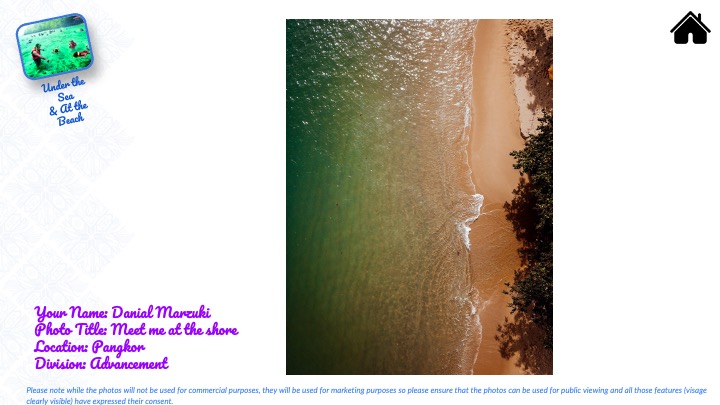 Under the
Sea
& At the
Beach
Your Name: Danial Marzuki
Photo Title: Meet me at the shore
Location: Pangkor
Division: Advancement
Please note while the photos will not be used for commercial purposes, they will be used for marketing purposes so please ensure that the photos can be used for public viewing and all those features (visage
clearly visible) have expressed their consent.